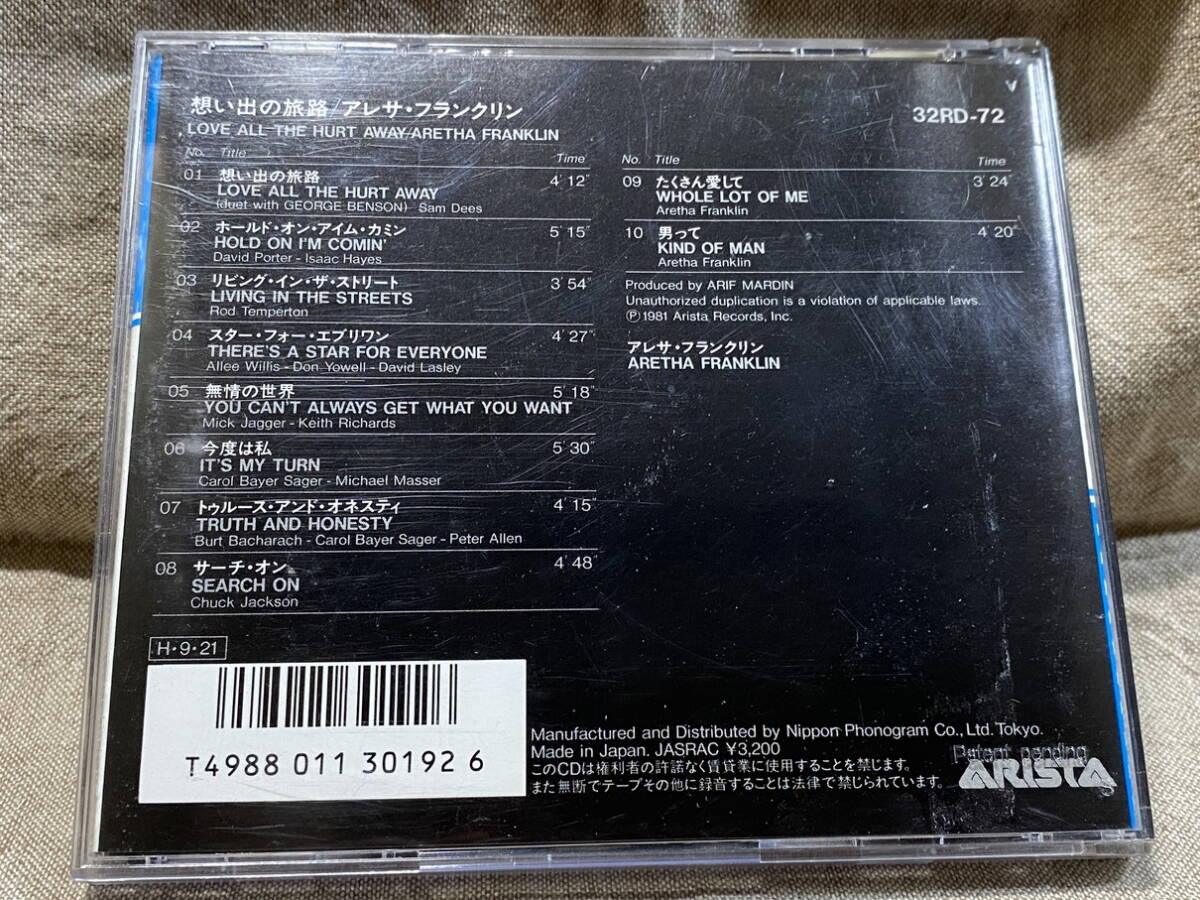 想い出の旅路/アレサ・フランクリン
LOVE ALL THE HURT AWAY/ARETHA FRANKLIN
32RD-72
No. Title Time
01 想い出の旅路 4'12"
LOVE ALL THE HURT AWAY
(duet with GEORGE BENSON) Sam Dees
02 ホールド・オン・アイム・カミン 5'15"
HOLD ON I'M COMIN'
David Porter - Isaac Hayes
03 リビング・イン・ザ・ストリート 3'54"
LIVING IN THE STREETS
Rod Temperton
04 スター・フォー・エブリワン 4'27"
THERE'S A STAR FOR EVERYONE
Allee Willis - Don Yowell - David Lasley
05 無情の世界 5'18"
YOU CAN'T ALWAYS GET WHAT YOU WANT
Mick Jagger - Keith Richards
06 今度は私 5'30"
IT'S MY TURN
Carol Bayer Sager - Michael Masser
07 トゥルース・アンド・オネスティ 4'15"
TRUTH AND HONESTY
Burt Bacharach - Carol Bayer Sager - Peter Allen
08 サーチ・オン 4'48"
SEARCH ON
Chuck Jackson
No. Title Time
09 たくさん愛して 3'24"
WHOLE LOT OF ME
Aretha Franklin
10 男って 4'20"
KIND OF MAN
Aretha Franklin
Produced by ARIF MARDIN
Unauthorized duplication is a violation of applicable laws.
Ⓟ1981 Arista Records, Inc.
アレサ・フランクリン
ARETHA FRANKLIN
H・9・21
T4988 011 30192 6
Manufactured and Distributed by Nippon Phonogram Co., Ltd. Tokyo.
Made in Japan. JASRAC ¥3,200
このCDは権利者の許諾なく賃貸業に使用することを禁じます。
また無断でテープその他に録音することは法律で禁じられています。
Patent pending
ARISTA